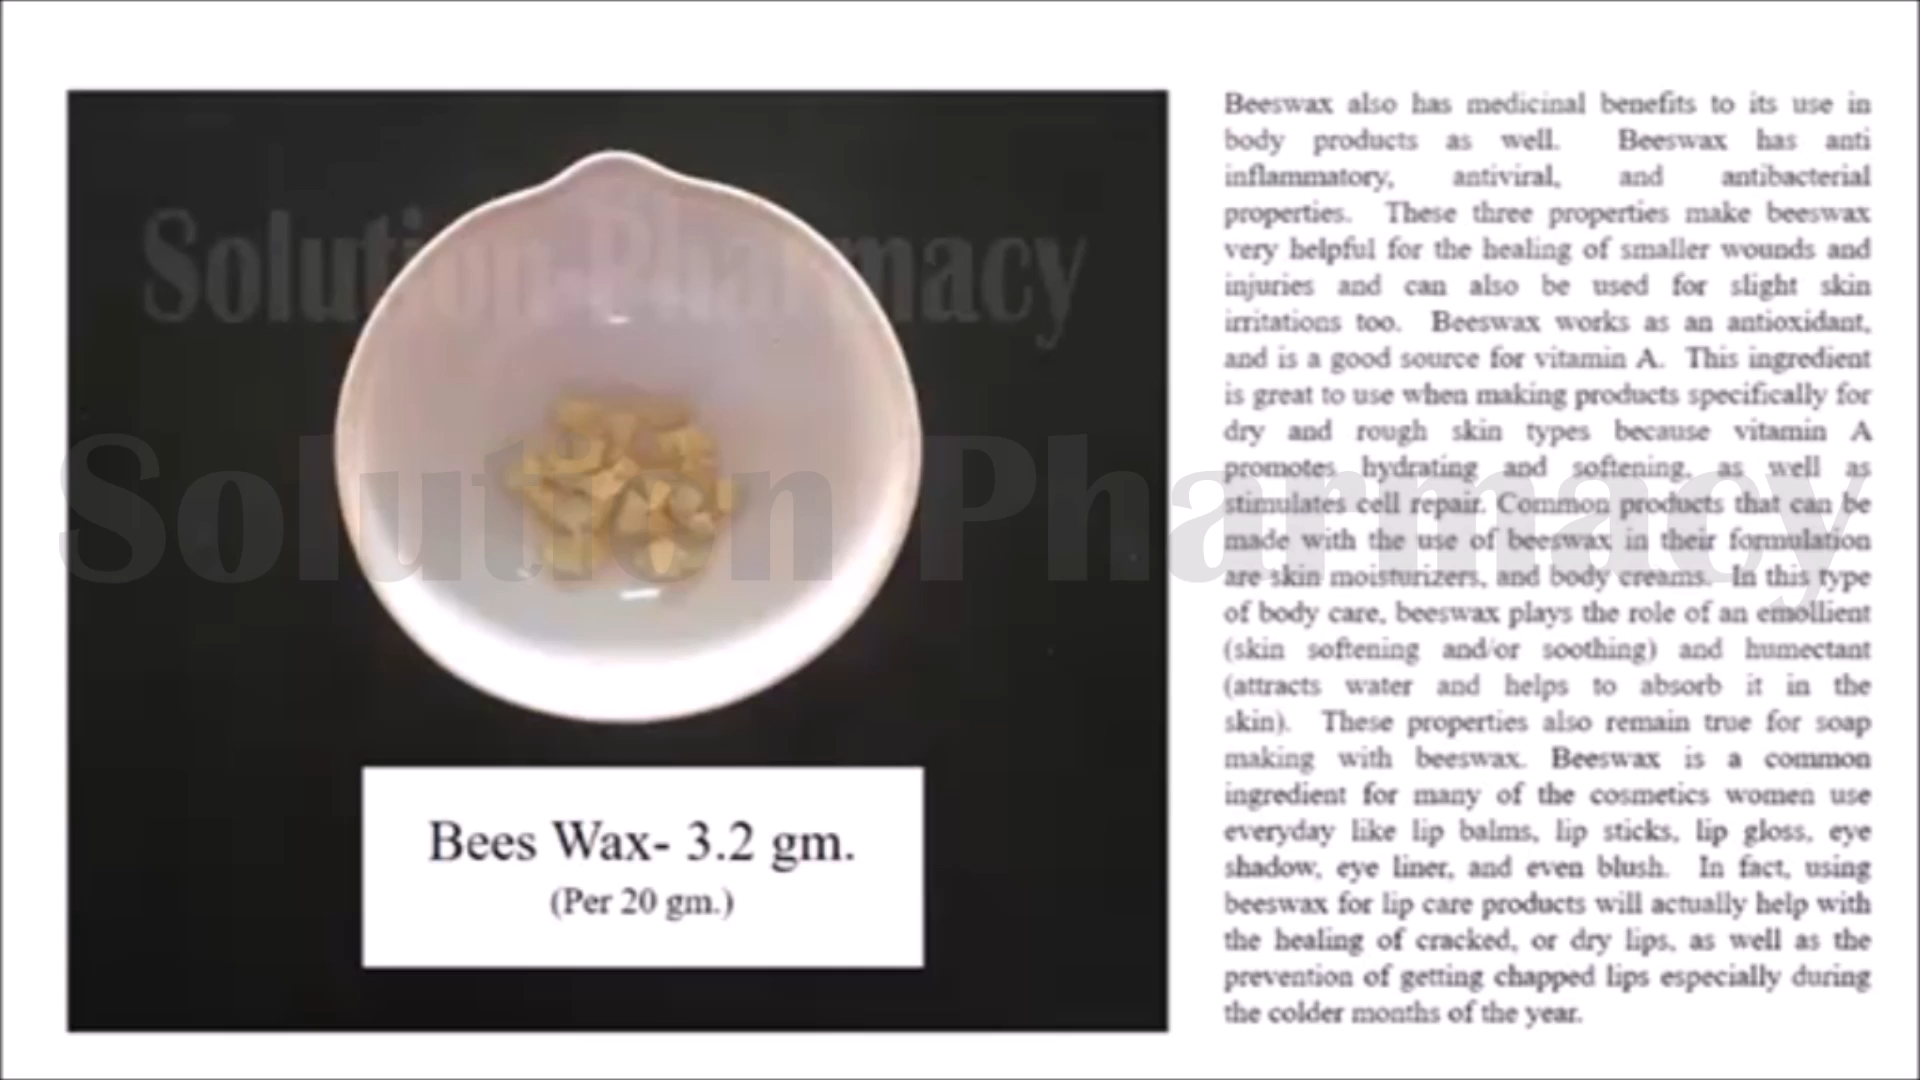 Solution Pharmacy
Solution Pharmacy
Bees Wax- 3.2 gm.
(Per 20 gm.)
Beeswax also has medicinal benefits to its use in
body products as well. Beeswax has anti
inflammatory, antiviral, and antibacterial
properties. These three properties make beeswax
very helpful for the healing of smaller wounds and
injuries and can also be used for slight skin
irritations too. Beeswax works as an antioxidant,
and is a good source for vitamin A. This ingredient
is great to use when making products specifically for
dry and rough skin types because vitamin A
promotes hydrating and softening, as well as
stimulates cell repair. Common products that can be
made with the use of beeswax in their formulation
are skin moisturizers, and body creams. In this type
of body care, beeswax plays the role of an emollient
(skin softening and/or soothing) and humectant
(attracts water and helps to absorb it in the
skin). These properties also remain true for soap
making with beeswax. Beeswax is a common
ingredient for many of the cosmetics women use
everyday like lip balms, lip sticks, lip gloss, eye
shadow, eye liner, and even blush. In fact, using
beeswax for lip care products will actually help with
the healing of cracked, or dry lips, as well as the
prevention of getting chapped lips especially during
the colder months of the year.